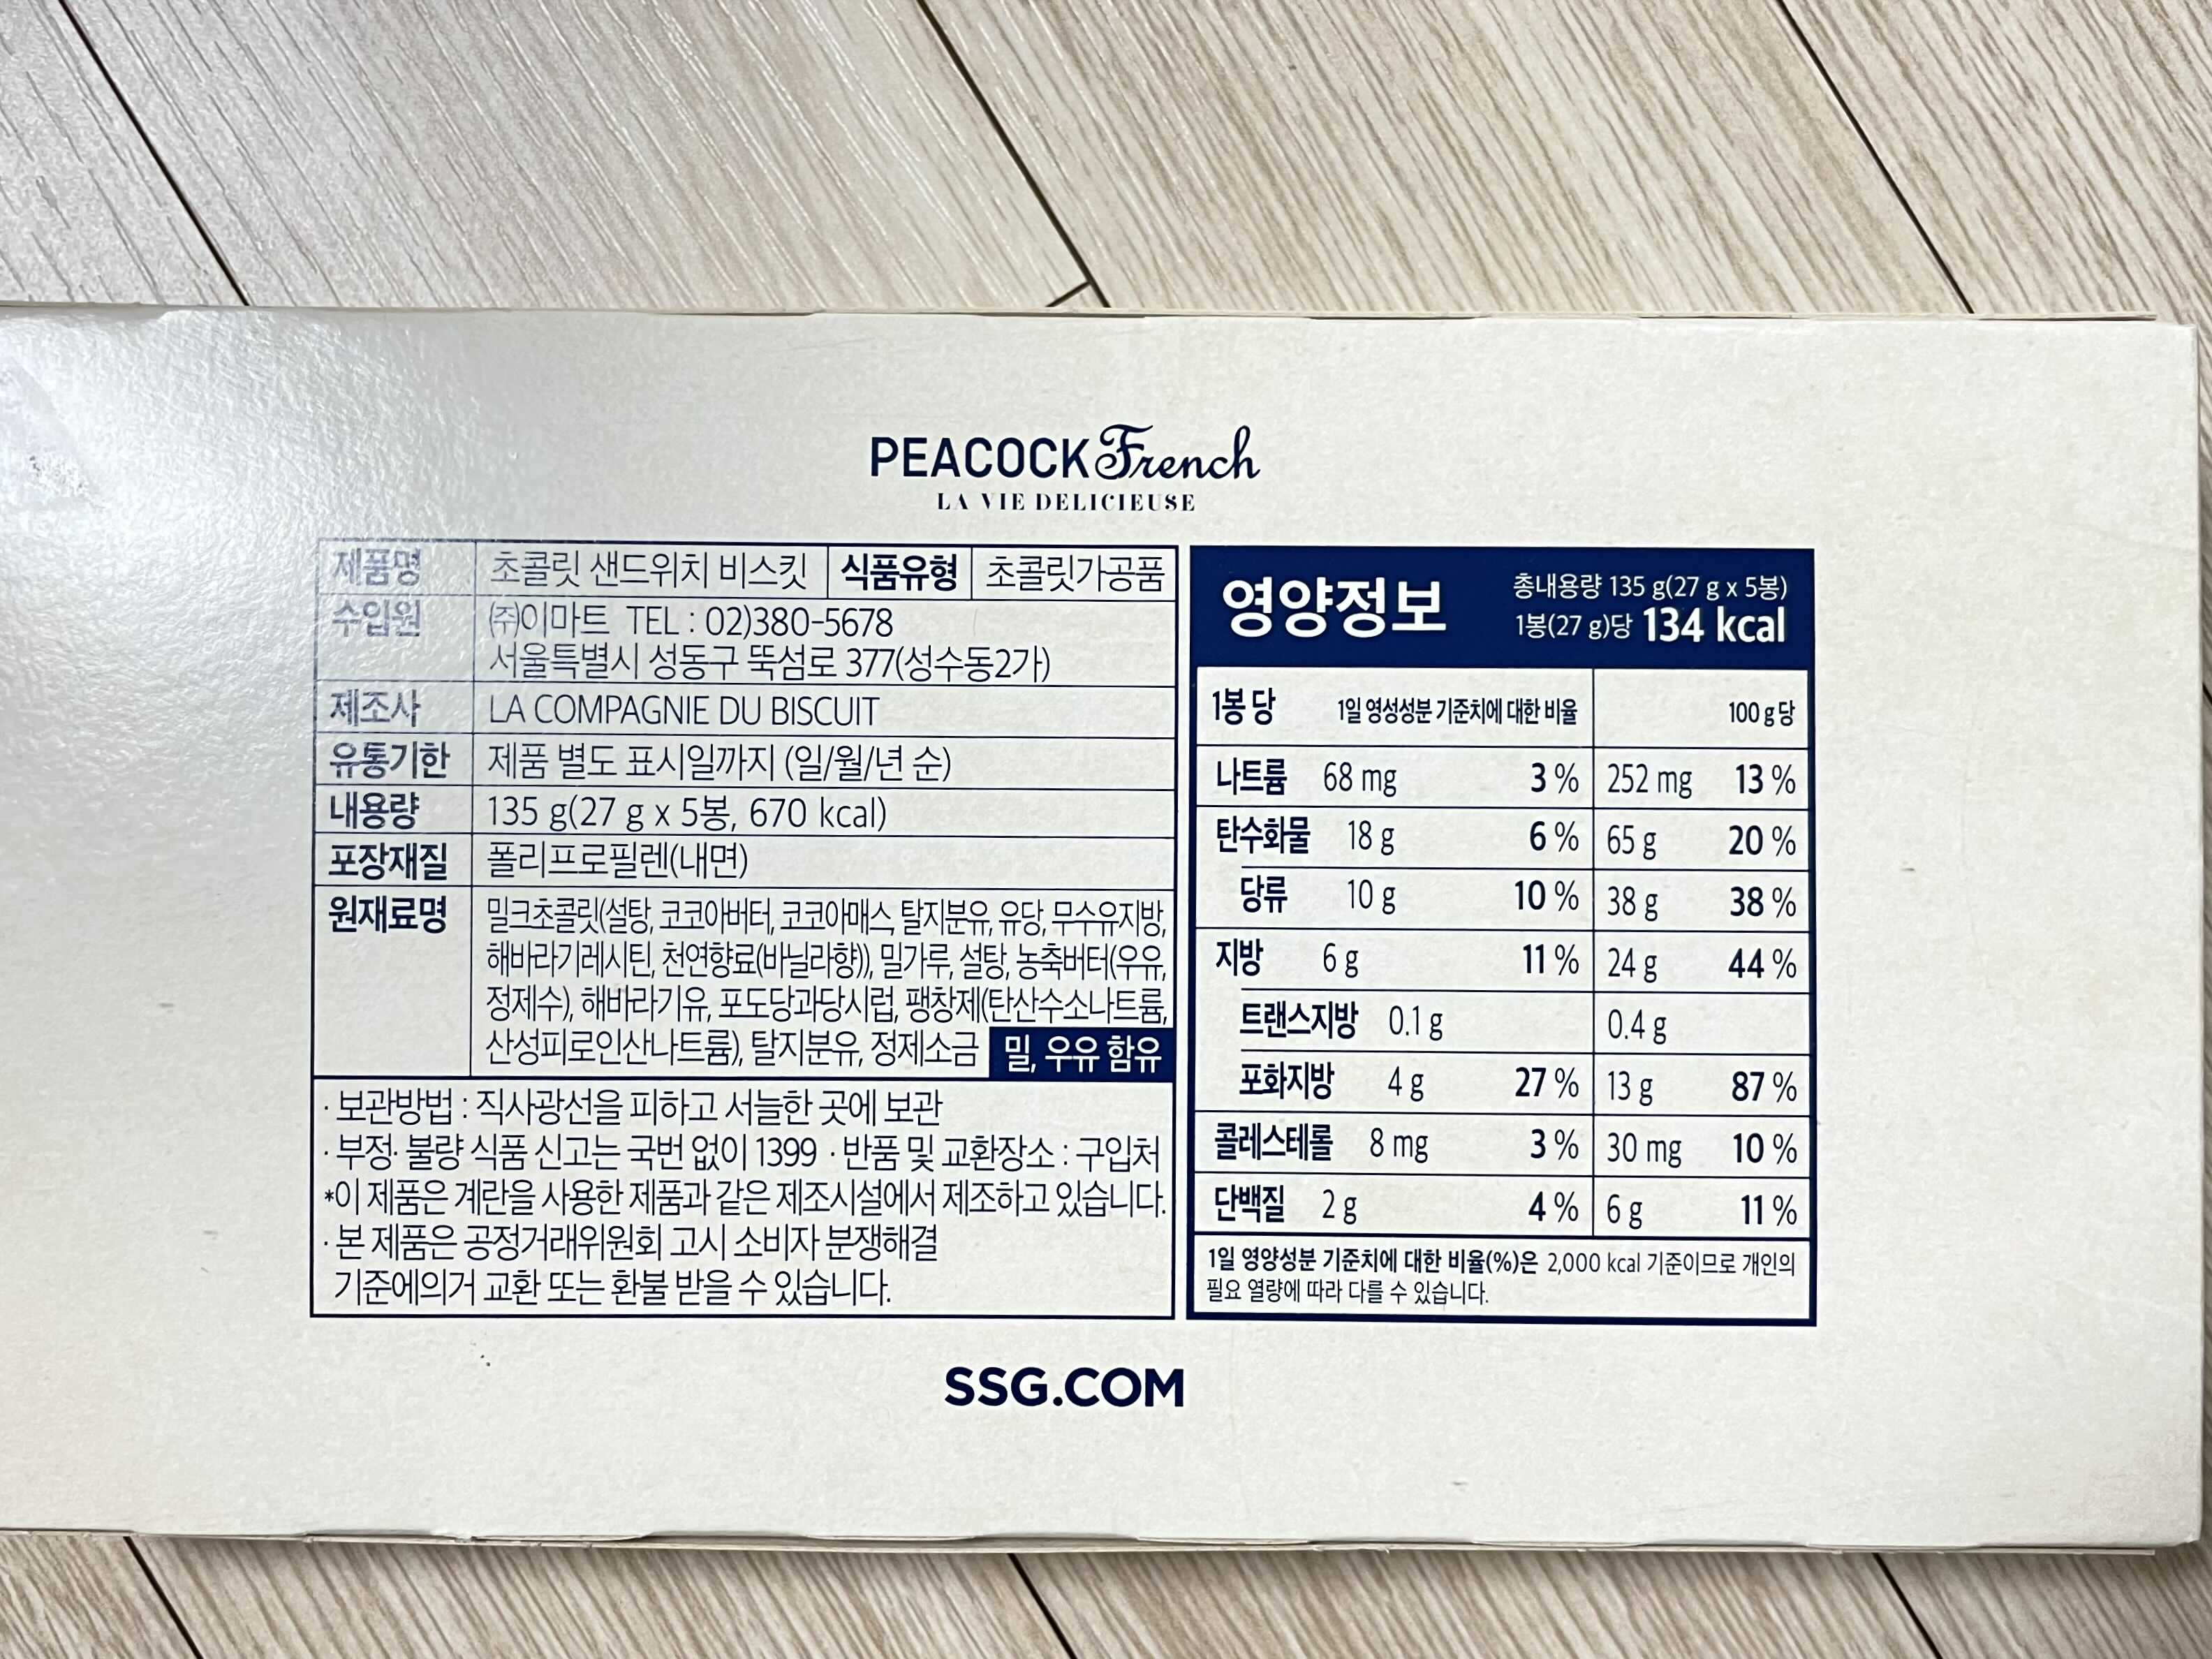 PEACOCK French
LA VIE DELICIEUSE
제품명 초콜릿 샌드위치 비스킷 식품유형 초콜릿가공품
수입원 ㈜이마트 TEL : 02)380-5678
서울특별시 성동구 뚝섬로 377(성수동2가)
제조사 LA COMPAGNIE DU BISCUIT
유통기한 제품 별도 표시일까지 (일/월/년 순)
내용량 135 g(27 g x 5봉, 670 kcal)
포장재질 폴리프로필렌(내면)
원재료명 밀크초콜릿(설탕, 코코아버터, 코코아매스, 탈지분유, 유당, 무수유지방,
해바라기레시틴, 천연향료(바닐라향)), 밀가루, 설탕, 농축버터(우유,
정제수), 해바라기유, 포도당과당시럽, 팽창제(탄산수소나트륨,
산성피로인산나트륨), 탈지분유, 정제소금 밀, 우유 함유
· 보관방법 : 직사광선을 피하고 서늘한 곳에 보관
· 부정· 불량 식품 신고는 국번 없이 1399 · 반품 및 교환장소 : 구입처
*이 제품은 계란을 사용한 제품과 같은 제조시설에서 제조하고 있습니다.
· 본 제품은 공정거래위원회 고시 소비자 분쟁해결
기준에의거 교환 또는 환불 받을 수 있습니다.
영양정보
총내용량 135 g(27 g x 5봉)
1봉(27 g)당 134 kcal
1봉 당 1일 영성성분 기준치에 대한 비율 100 g 당
나트륨 68 mg 3 % 252 mg 13 %
탄수화물 18 g 6 % 65 g 20 %
당류 10 g 10 % 38 g 38 %
지방 6 g 11 % 24 g 44 %
트랜스지방 0.1 g 0.4 g
포화지방 4 g 27 % 13 g 87 %
콜레스테롤 8 mg 3 % 30 mg 10 %
단백질 2 g 4 % 6 g 11 %
1일 영양성분 기준치에 대한 비율(%)은 2,000 kcal 기준이므로 개인의
필요 열량에 따라 다를 수 있습니다.
SSG.COM